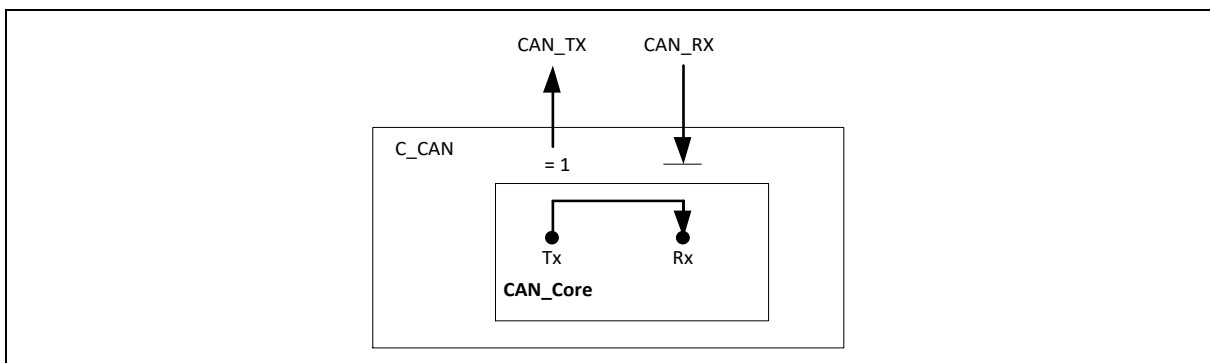 CAN_TX CAN_RX
C_CAN
= 1
Tx Rx
CAN_Core